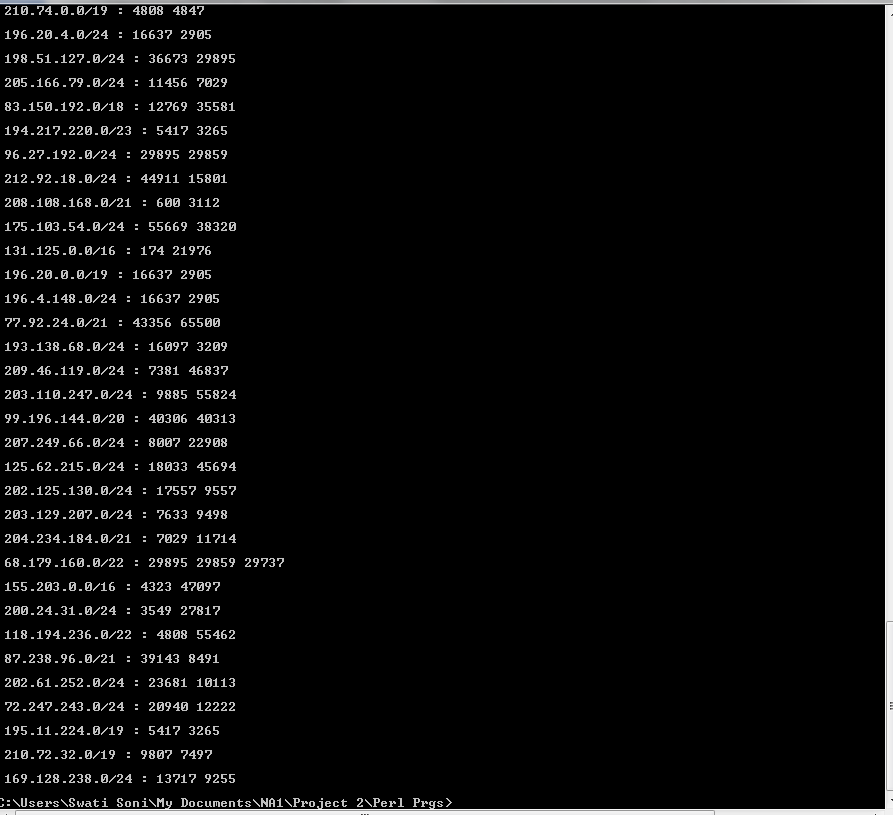 210.74.0.0/19 : 4808 4847
196.20.4.0/24 : 16637 2905
198.51.127.0/24 : 36673 29895
205.166.79.0/24 : 11456 7029
83.150.192.0/18 : 12769 35581
194.217.220.0/23 : 5417 3265
96.27.192.0/24 : 29895 29859
212.92.18.0/24 : 44911 15801
208.108.168.0/21 : 600 3112
175.103.54.0/24 : 55669 38320
131.125.0.0/16 : 174 21976
196.20.0.0/19 : 16637 2905
196.4.148.0/24 : 16637 2905
77.92.24.0/21 : 43356 65500
193.138.68.0/24 : 16097 3209
209.46.119.0/24 : 7381 46837
203.110.247.0/24 : 9885 55824
99.196.144.0/20 : 40306 40313
207.249.66.0/24 : 8007 22908
125.62.215.0/24 : 18033 45694
202.125.130.0/24 : 17557 9557
203.129.207.0/24 : 7633 9498
204.234.184.0/21 : 7029 11714
68.179.160.0/22 : 29895 29859 29737
155.203.0.0/16 : 4323 47097
200.24.31.0/24 : 3549 27817
118.194.236.0/22 : 4808 55462
87.238.96.0/21 : 39143 8491
202.61.252.0/24 : 23681 10113
72.247.243.0/24 : 20940 12222
195.11.224.0/19 : 5417 3265
210.72.32.0/19 : 9807 7497
169.128.238.0/24 : 13717 9255
C:\Users\Swati Soni\My Documents\NA1\Project 2\Perl Prgs>